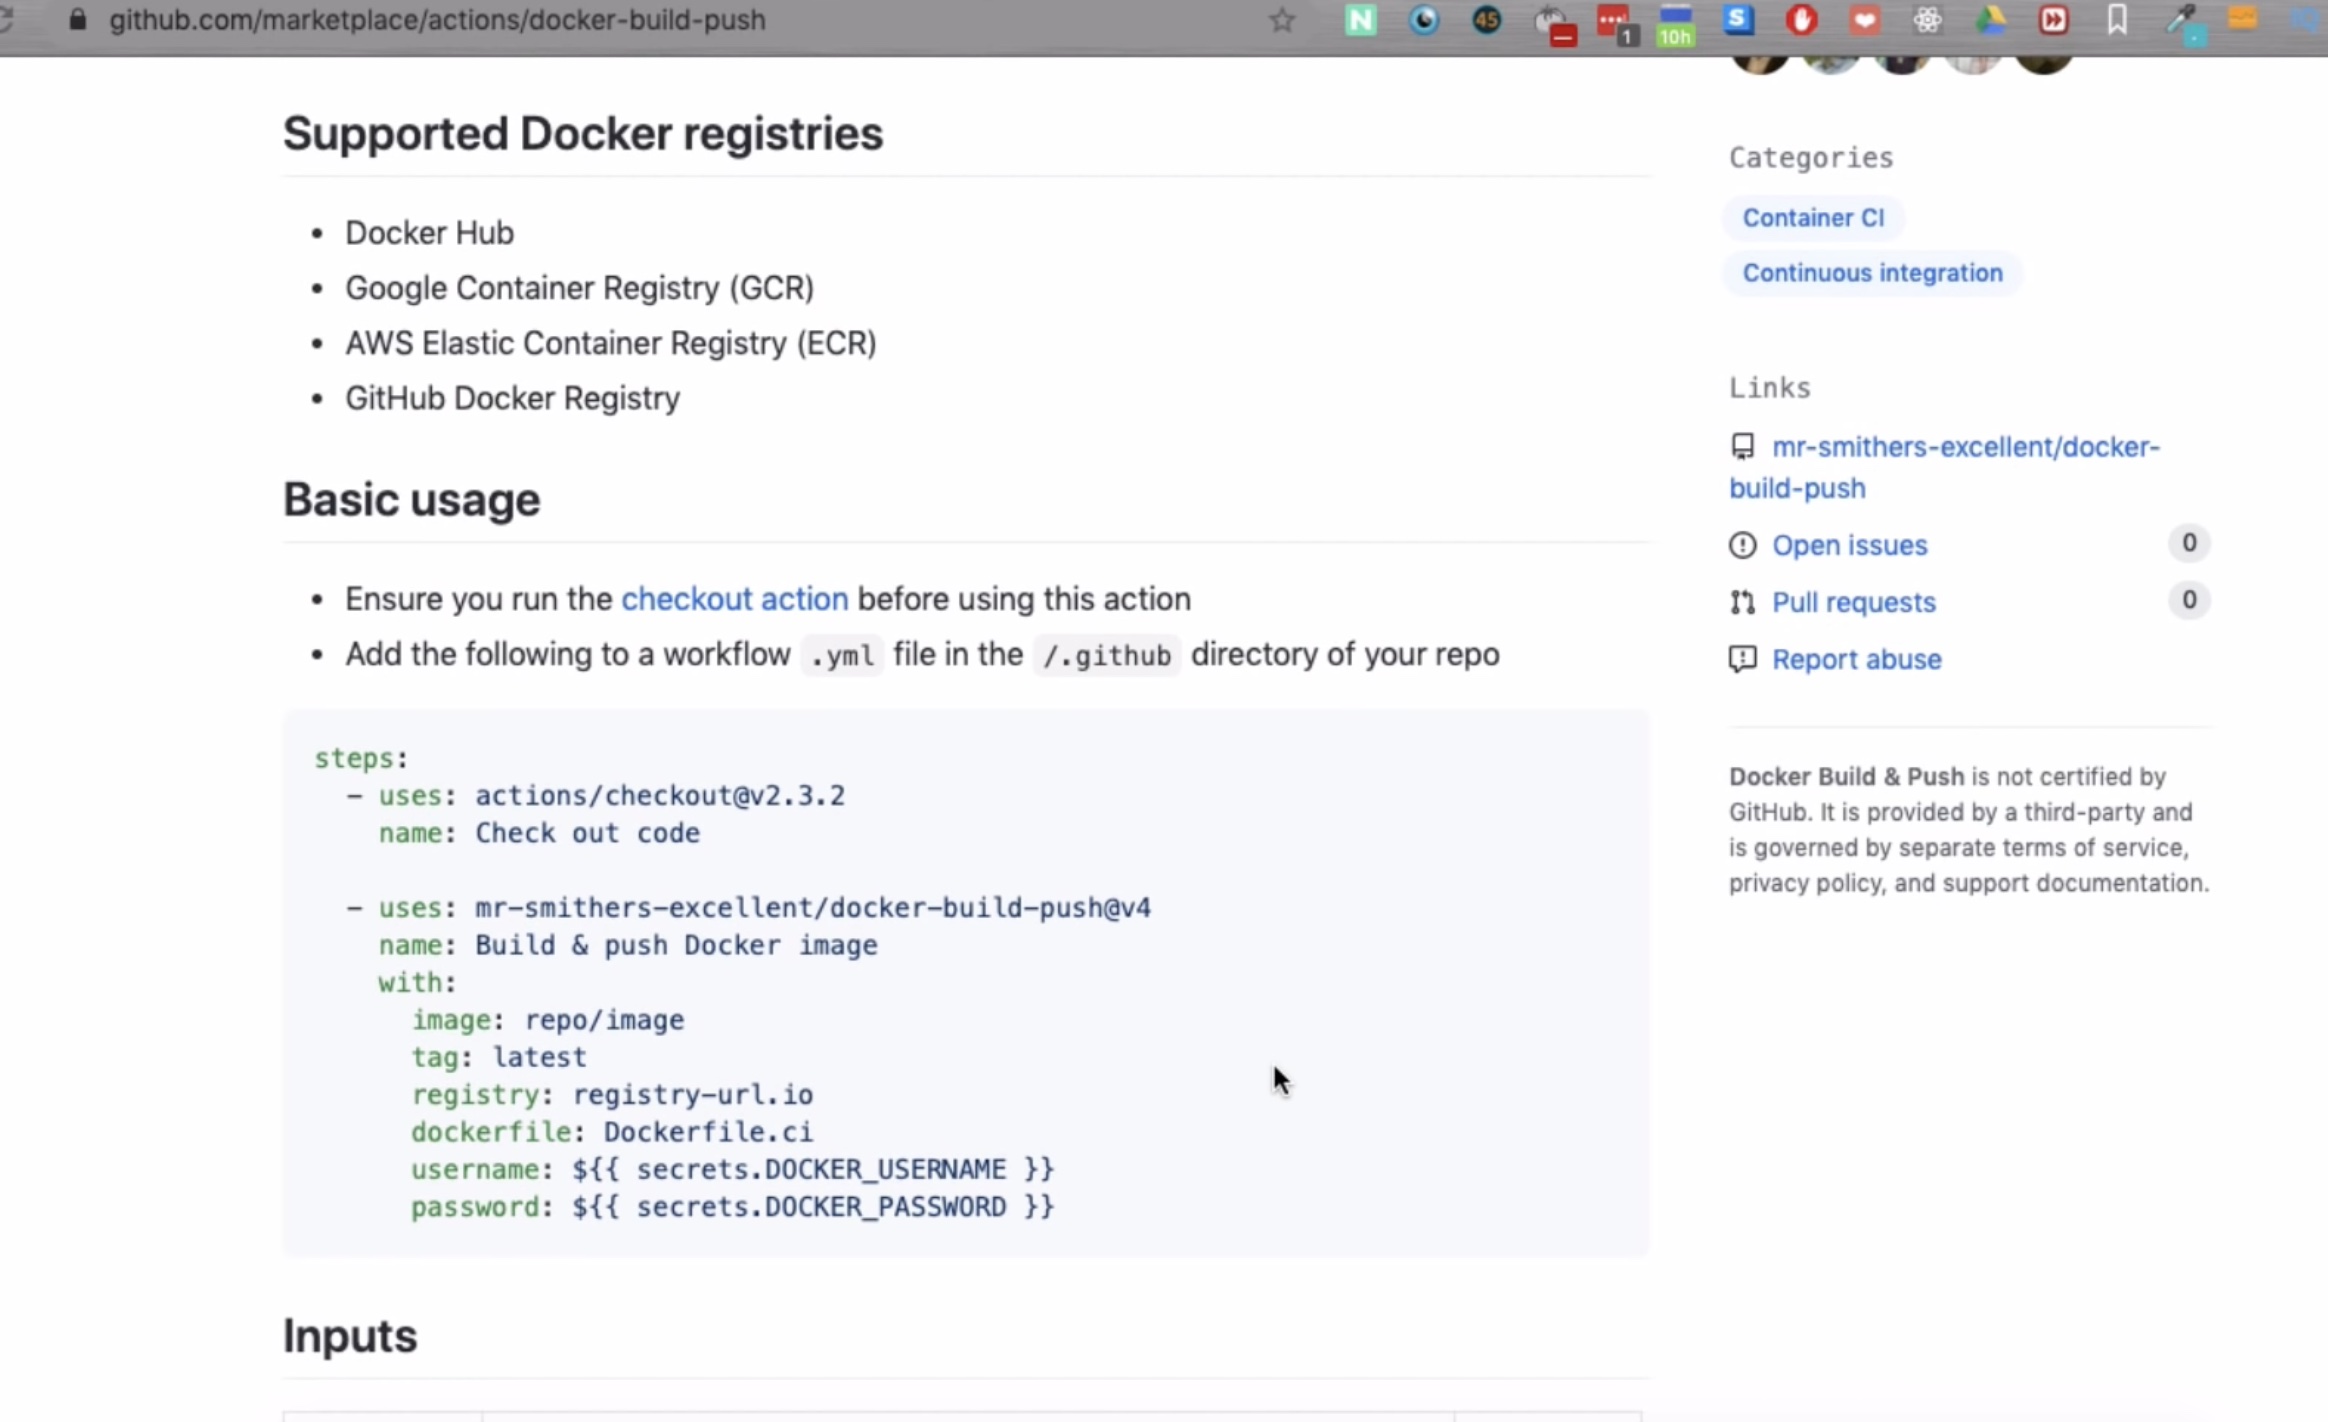 github.com/marketplace/actions/docker-build-push
N
45
1
10h
S
Supported Docker registries
• Docker Hub
• Google Container Registry (GCR)
• AWS Elastic Container Registry (ECR)
• GitHub Docker Registry
Basic usage
• Ensure you run the checkout action before using this action
• Add the following to a workflow .yml file in the /.github directory of your repo
steps:
  - uses: actions/checkout@v2.3.2
    name: Check out code
  - uses: mr-smithers-excellent/docker-build-push@v4
    name: Build & push Docker image
    with:
      image: repo/image
      tag: latest
      registry: registry-url.io
      dockerfile: Dockerfile.ci
      username: ${{ secrets.DOCKER_USERNAME }}
      password: ${{ secrets.DOCKER_PASSWORD }}
Inputs
Categories
Container CI
Continuous integration
Links
mr-smithers-excellent/docker-
build-push
Open issues 0
Pull requests 0
Report abuse
Docker Build & Push is not certified by
GitHub. It is provided by a third-party and
is governed by separate terms of service,
privacy policy, and support documentation.